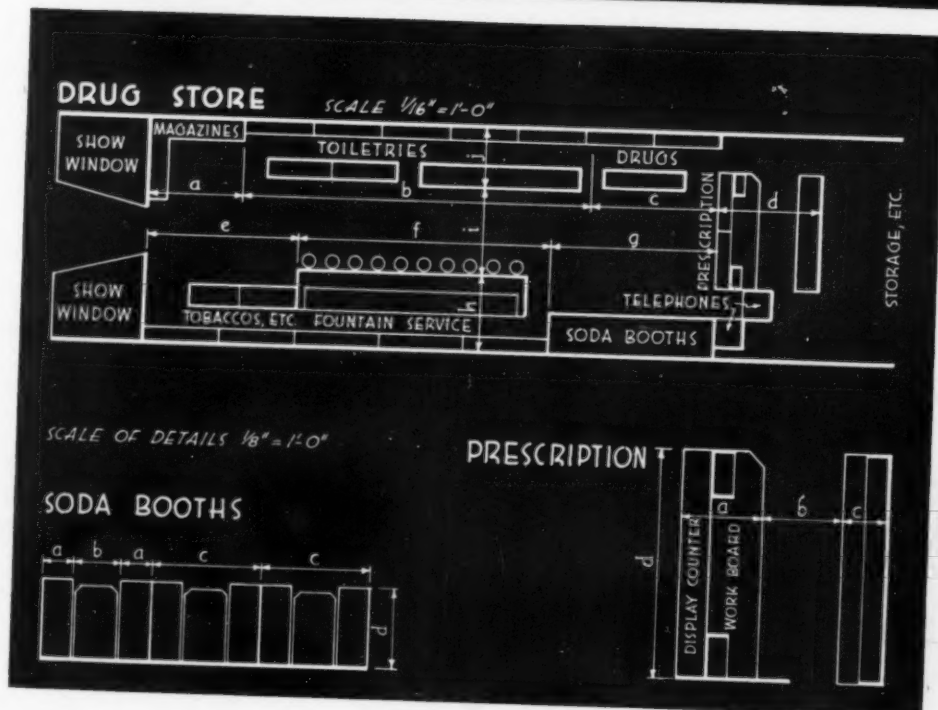 DRUG STORE
SCALE 1/16" = 1'-0"
SHOW WINDOW
MAGAZINES
TOILETRIES
DRUGS
j
a
b
c
d
PRESCRIPTION
STORAGE, ETC.
e
f
i
g
SHOW WINDOW
h
TOBACCOS, ETC.
FOUNTAIN SERVICE
TELEPHONES
SODA BOOTHS
SCALE OF DETAILS 1/8" = 1'-0"
PRESCRIPTION
SODA BOOTHS
a
b
a
c
c
d
d
a
b
c
DISPLAY COUNTER
WORK BOARD